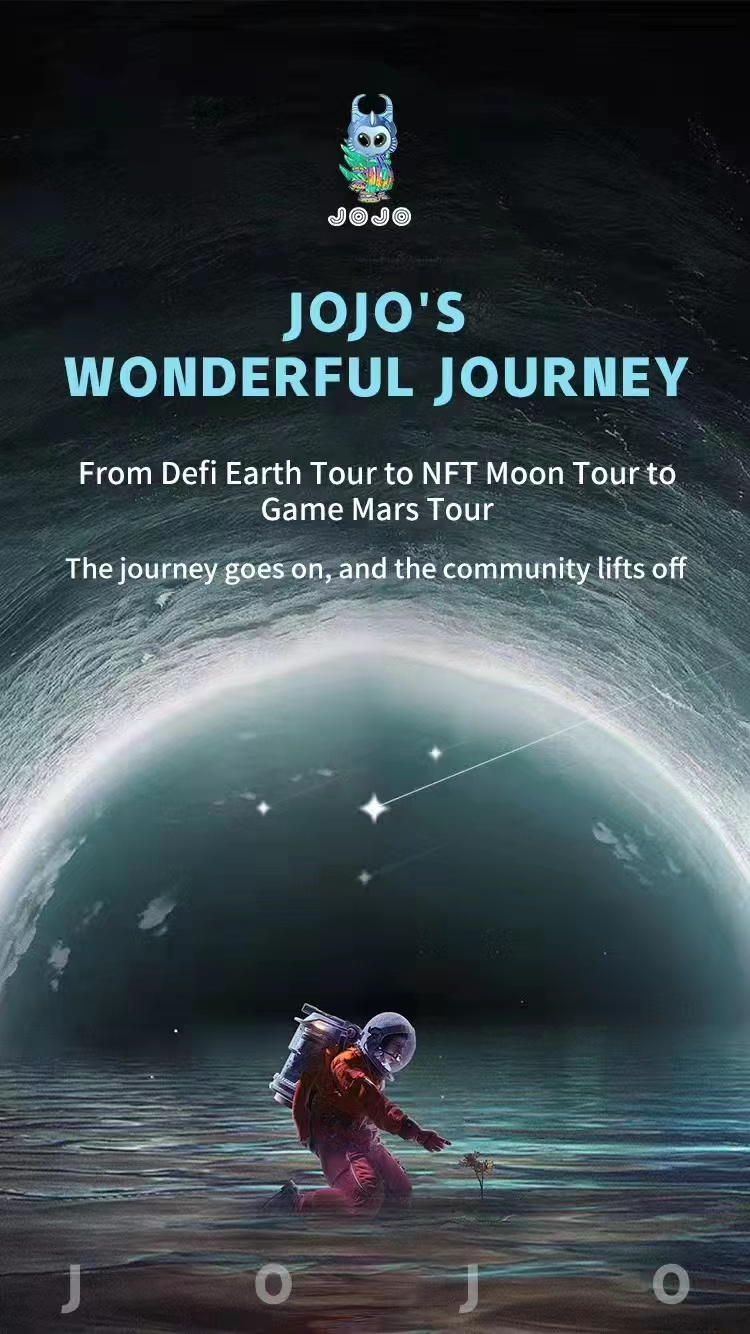 JOJO
JOJO'S
WONDERFUL JOURNEY
From Defi Earth Tour to NFT Moon Tour to
Game Mars Tour
The journey goes on, and the community lifts off
J O J O